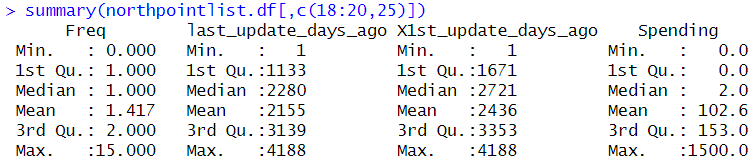 > summary(northpointlist.df[,c(18:20,25)])
Freq last_update_days_ago X1st_update_days_ago Spending
Min. : 0.000 Min. : 1 Min. : 1 Min. : 0.0
1st Qu.: 1.000 1st Qu.:1133 1st Qu.:1671 1st Qu.: 0.0
Median : 1.000 Median :2280 Median :2721 Median : 2.0
Mean : 1.417 Mean :2155 Mean :2436 Mean : 102.6
3rd Qu.: 2.000 3rd Qu.:3139 3rd Qu.:3353 3rd Qu.: 153.0
Max. :15.000 Max. :4188 Max. :4188 Max. :1500.0